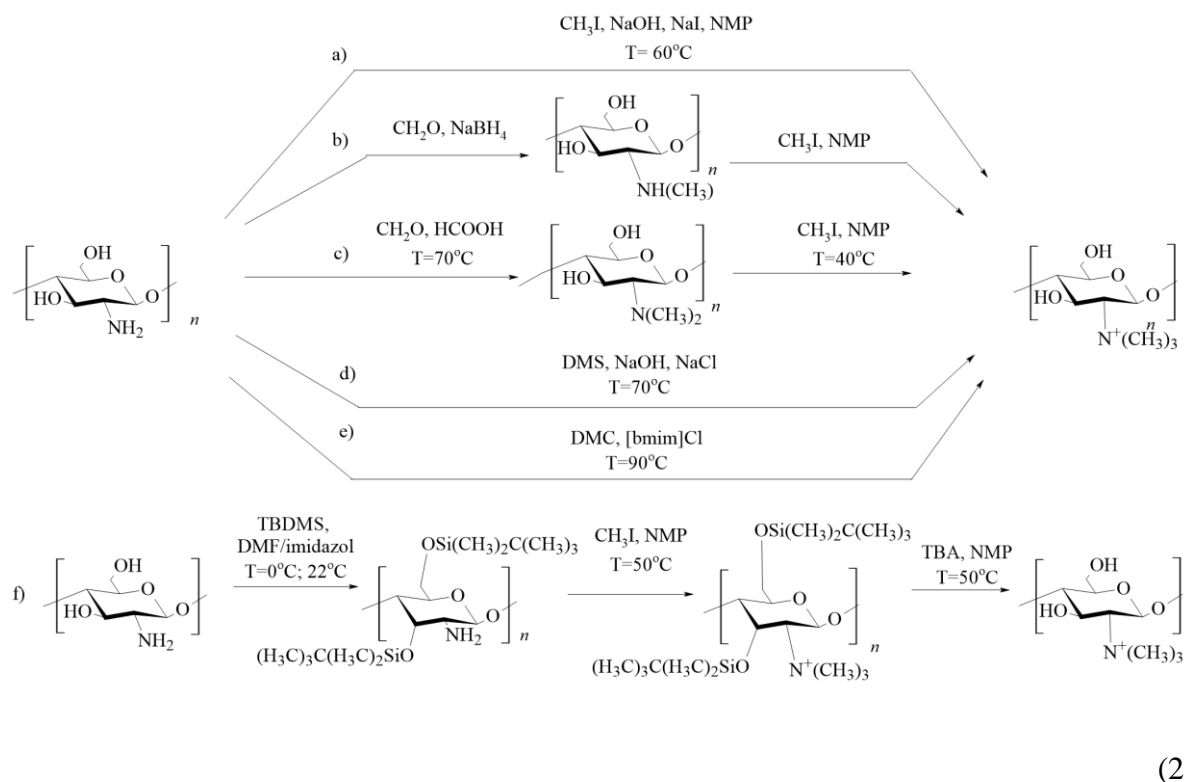 a)
CH₃I, NaOH, NaI, NMP
T= 60°C
b)
CH₂O, NaBH₄
OH
O
HO
O
NH(CH₃)
n
CH₃I, NMP
c)
CH₂O, HCOOH
T=70°C
OH
O
HO
O
N(CH₃)₂
n
CH₃I, NMP
T=40°C
OH
O
HO
O
NH₂
n
OH
O
HO
O
n
N⁺(CH₃)₃
d)
DMS, NaOH, NaCl
T=70°C
e)
DMC, [bmim]Cl
T=90°C
f)
OH
O
HO
O
NH₂
n
TBDMS,
DMF/imidazol
T=0°C; 22°C
OSi(CH₃)₂C(CH₃)₃
O
O
NH₂
n
(H₃C)₃C(H₃C)₂SiO
CH₃I, NMP
T=50°C
OSi(CH₃)₂C(CH₃)₃
O
O
n
(H₃C)₃C(H₃C)₂SiO
N⁺(CH₃)₃
TBA, NMP
T=50°C
OH
O
HO
O
n
N⁺(CH₃)₃
(2